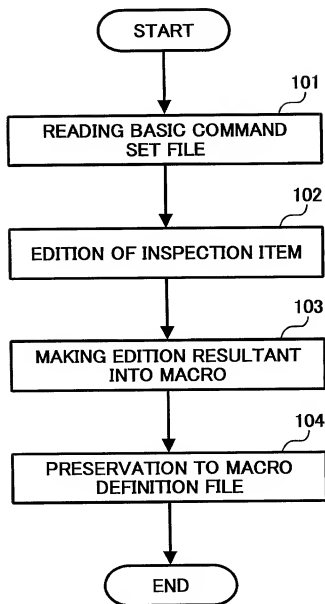 START
101
READING BASIC COMMAND
SET FILE
102
EDITION OF INSPECTION ITEM
103
MAKING EDITION RESULTANT
INTO MACRO
104
PRESERVATION TO MACRO
DEFINITION FILE
END